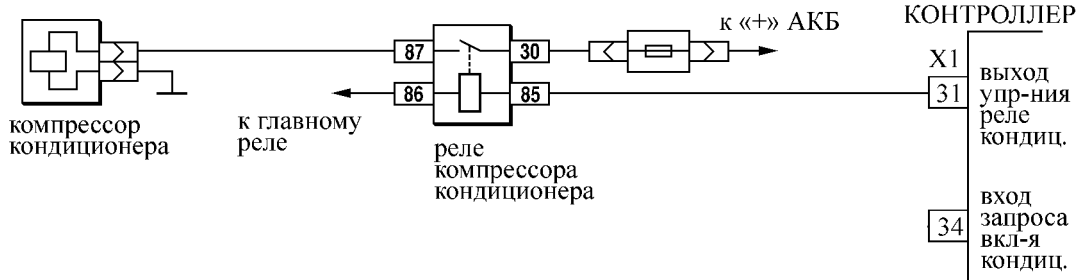 к «+» АКБ
КОНТРОЛЛЕР
87
30
X1
86
85
31
выход
упр-ния
реле
кондиц.
компрессор
кондиционера
к главному
реле
реле
компрессора
кондиционера
34
вход
запроса
вкл-я
кондиц.